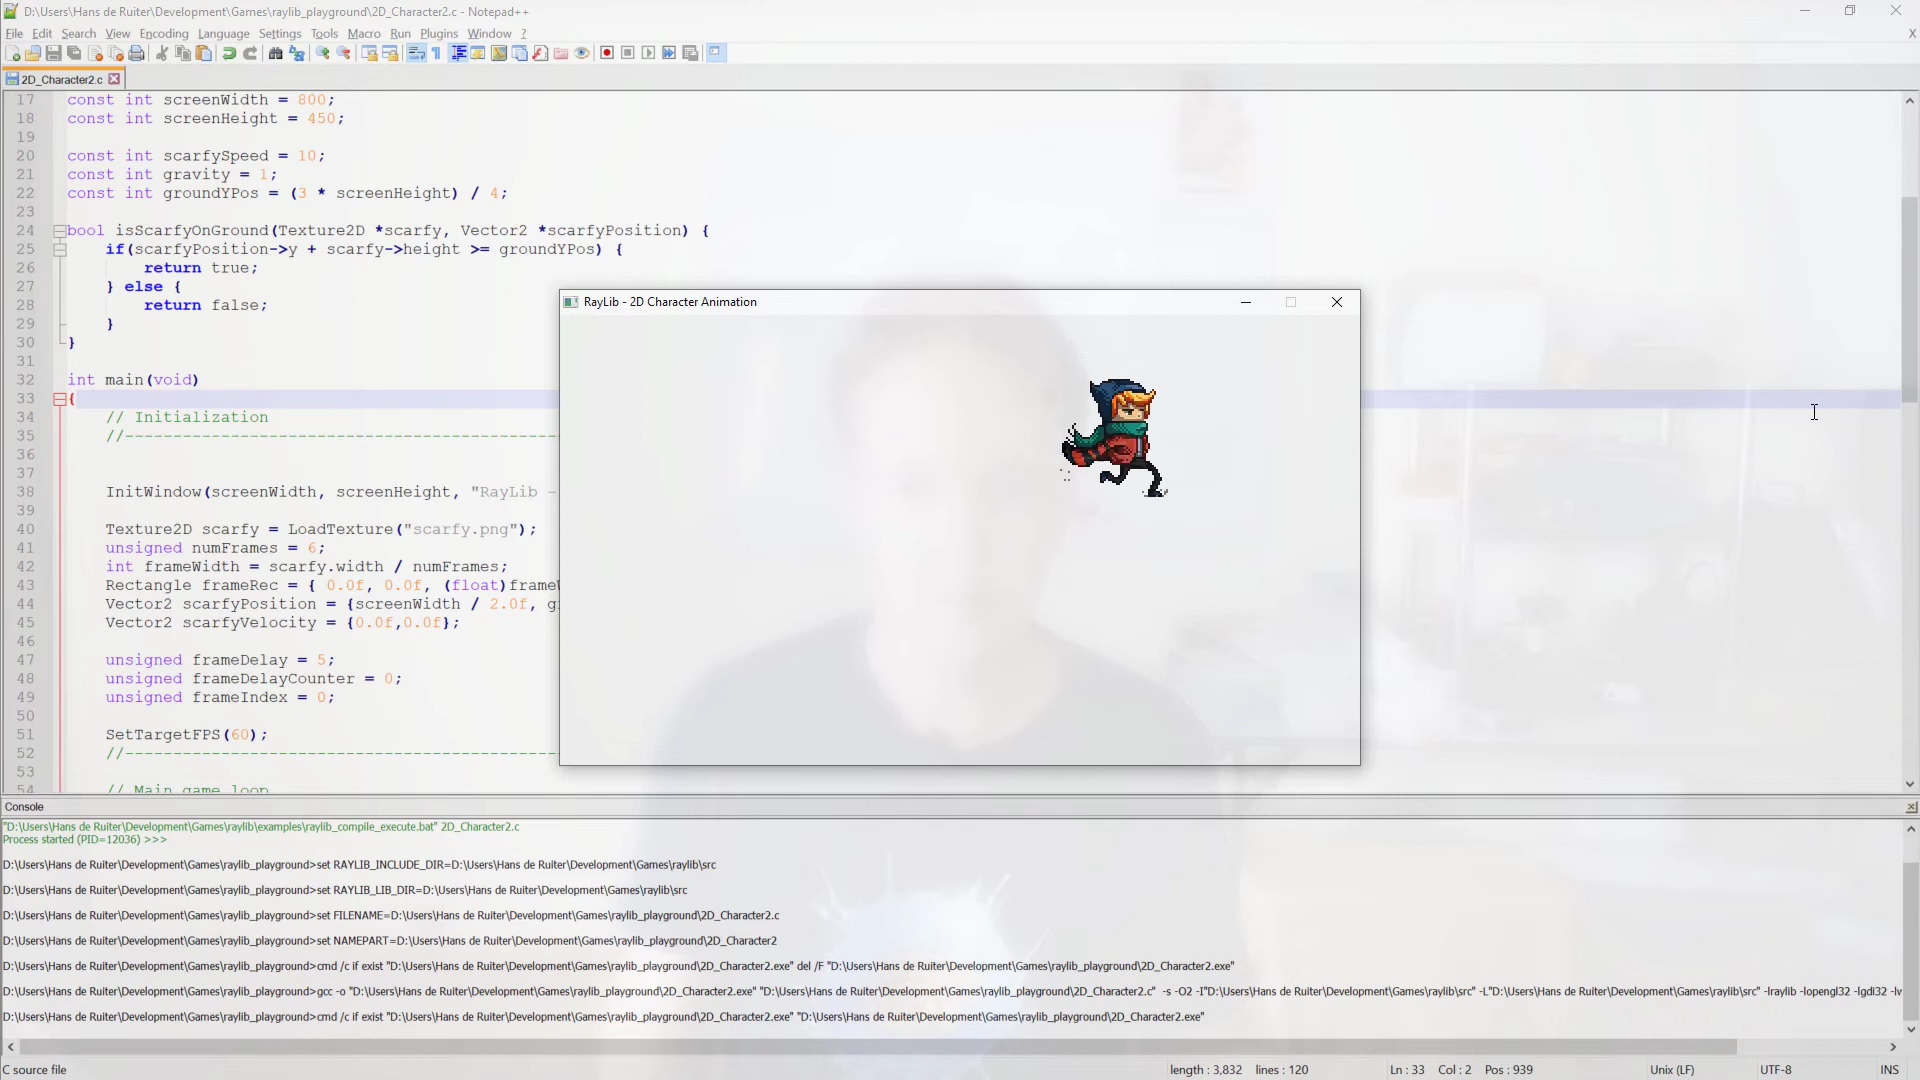 D:\Users\Hans de Ruiter\Development\Games\raylib_playground\2D_Character2.c - Notepad++
File Edit Search View Encoding Language Settings Tools Macro Run Plugins Window ? X
2D_Character2.c
17 const int screenWidth = 800;
18 const int screenHeight = 450;
19
20 const int scarfySpeed = 10;
21 const int gravity = 1;
22 const int groundYPos = (3 * screenHeight) / 4;
23
24 bool isScarfyOnGround(Texture2D *scarfy, Vector2 *scarfyPosition) {
25 if(scarfyPosition->y + scarfy->height >= groundYPos) {
26 return true;
27 } else {
28 return false;
29 }
30 }
31
32 int main(void)
33 {
34 // Initialization
35 //----------------------------------------------
36
37
38 InitWindow(screenWidth, screenHeight, "RayLib -
39
40 Texture2D scarfy = LoadTexture("scarfy.png");
41 unsigned numFrames = 6;
42 int frameWidth = scarfy.width / numFrames;
43 Rectangle frameRec = { 0.0f, 0.0f, (float)frameW
44 Vector2 scarfyPosition = {screenWidth / 2.0f, g
45 Vector2 scarfyVelocity = {0.0f,0.0f};
46
47 unsigned frameDelay = 5;
48 unsigned frameDelayCounter = 0;
49 unsigned frameIndex = 0;
50
51 SetTargetFPS(60);
52 //----------------------------------------------
53
54 // Main game loop
RayLib - 2D Character Animation
Console
"D:\Users\Hans de Ruiter\Development\Games\raylib\examples\raylib_compile_execute.bat" 2D_Character2.c
Process started (PID=12036) >>>
D:\Users\Hans de Ruiter\Development\Games\raylib_playground>set RAYLIB_INCLUDE_DIR=D:\Users\Hans de Ruiter\Development\Games\raylib\src
D:\Users\Hans de Ruiter\Development\Games\raylib_playground>set RAYLIB_LIB_DIR=D:\Users\Hans de Ruiter\Development\Games\raylib\src
D:\Users\Hans de Ruiter\Development\Games\raylib_playground>set FILENAME=D:\Users\Hans de Ruiter\Development\Games\raylib_playground\2D_Character2.c
D:\Users\Hans de Ruiter\Development\Games\raylib_playground>set NAMEPART=D:\Users\Hans de Ruiter\Development\Games\raylib_playground\2D_Character2
D:\Users\Hans de Ruiter\Development\Games\raylib_playground>cmd /c if exist "D:\Users\Hans de Ruiter\Development\Games\raylib_playground\2D_Character2.exe" del /F "D:\Users\Hans de Ruiter\Development\Games\raylib_playground\2D_Character2.exe"
D:\Users\Hans de Ruiter\Development\Games\raylib_playground>gcc -o "D:\Users\Hans de Ruiter\Development\Games\raylib_playground\2D_Character2.exe" "D:\Users\Hans de Ruiter\Development\Games\raylib_playground\2D_Character2.c" -s -O2 -I"D:\Users\Hans de Ruiter\Development\Games\raylib\src" -L"D:\Users\Hans de Ruiter\Development\Games\raylib\src" -lraylib -lopengl32 -lgdi32 -lw
D:\Users\Hans de Ruiter\Development\Games\raylib_playground>cmd /c if exist "D:\Users\Hans de Ruiter\Development\Games\raylib_playground\2D_Character2.exe" "D:\Users\Hans de Ruiter\Development\Games\raylib_playground\2D_Character2.exe"
C source file length : 3,832 lines : 120 Ln : 33 Col : 2 Pos : 939 Unix (LF) UTF-8 INS